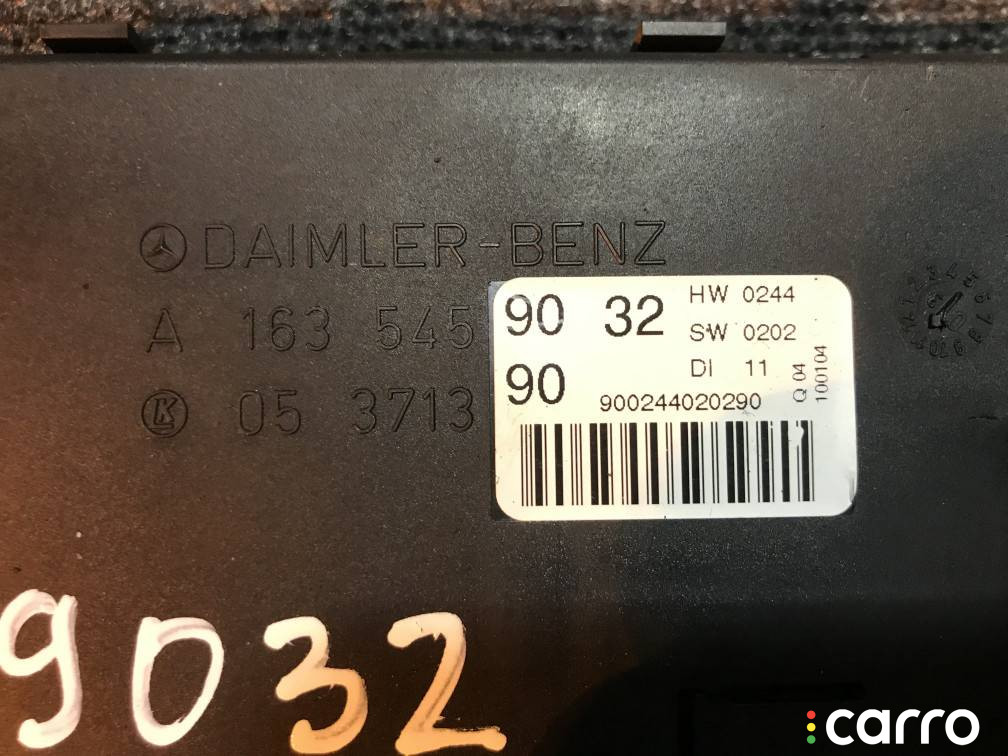 DAIMLER-BENZ
A 163 545 90 32
HW 0244
SW 0202
90
DI 11
Q 04
100104
05 3713
900244020290
9032
carro